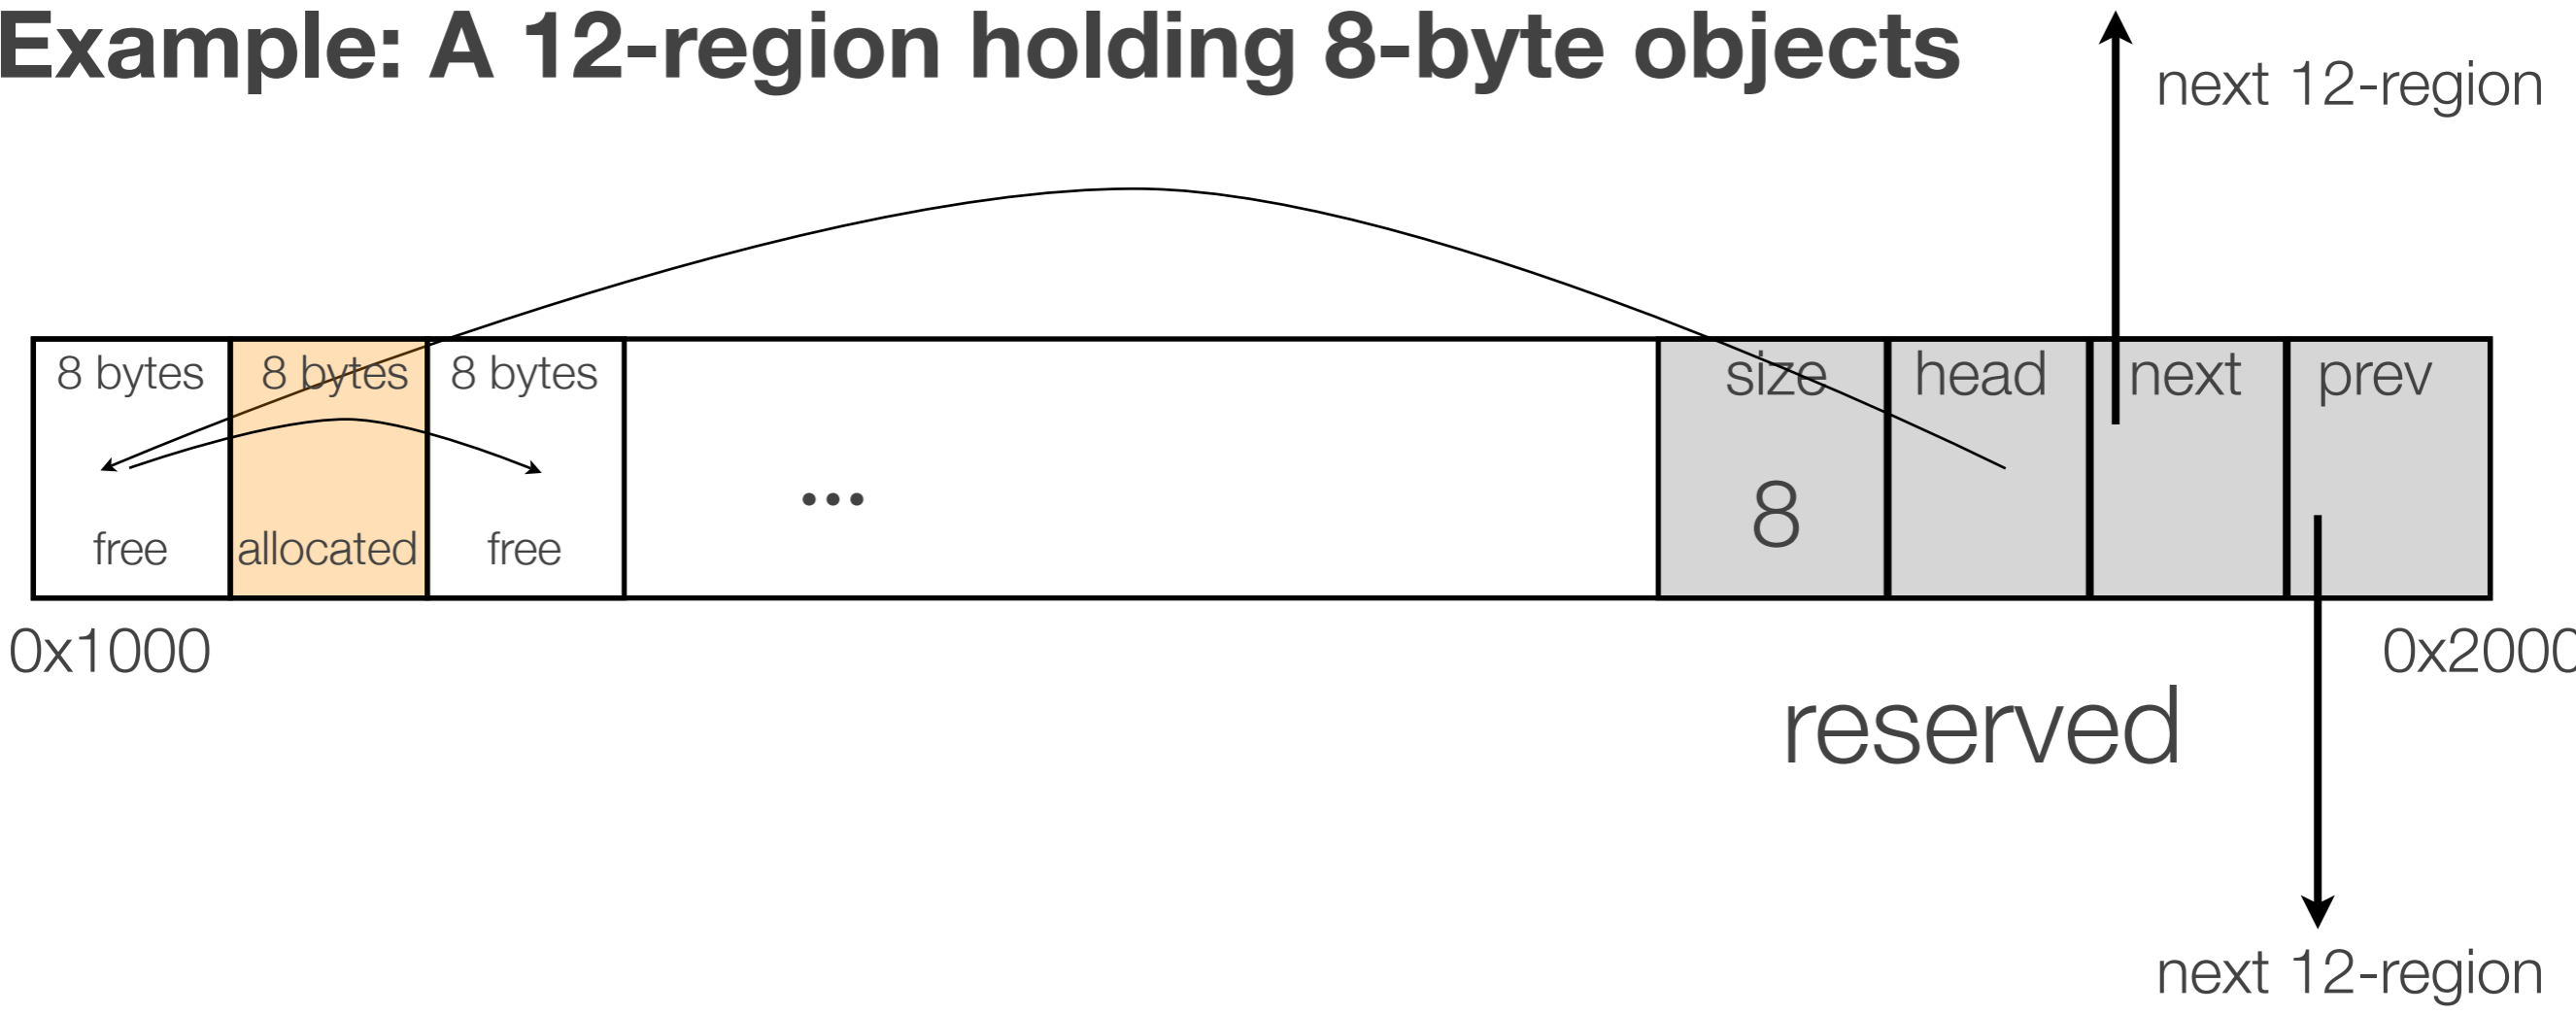 Example: A 12-region holding 8-byte objects
next 12-region
8 bytes 8 bytes 8 bytes size head next prev
... 8
free allocated free
0x1000 0x2000
reserved
next 12-region